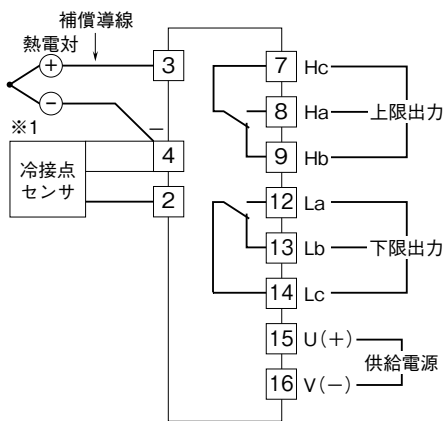 補償導線
熱電対
+
−
※1
冷接点
センサ
−
3
4
2
7 Hc
8 Ha
9 Hb
上限出力
12 La
13 Lb
14 Lc
下限出力
15 U(+)
16 V(−)
供給電源